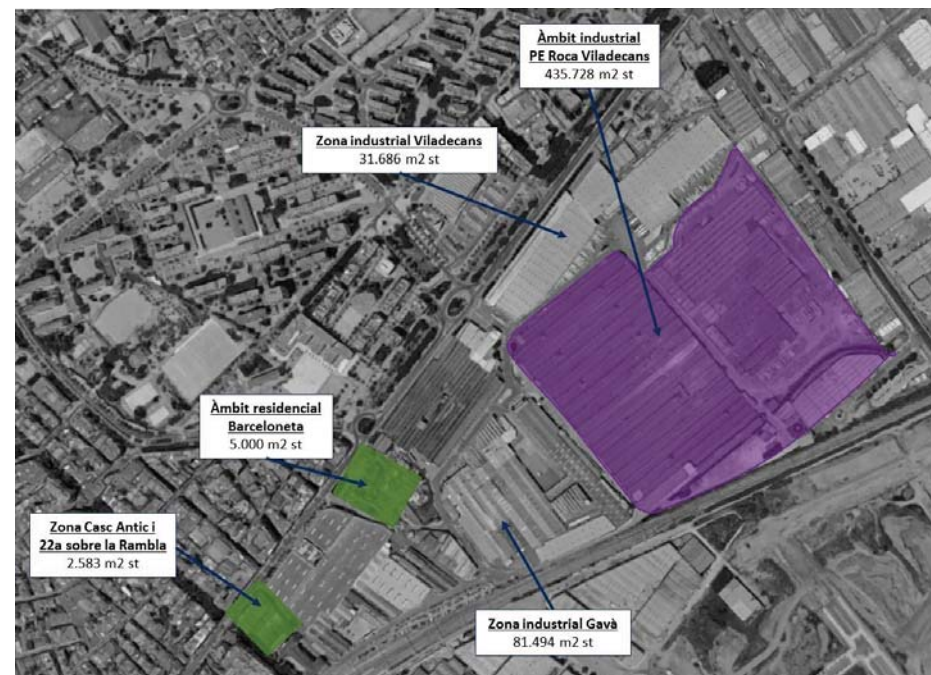 Àmbit industrial
PE Roca Viladecans
435.728 m2 st
Zona industrial Viladecans
31.686 m2 st
Àmbit residencial
Barceloneta
5.000 m2 st
Zona Casc Antic i
22a sobre la Rambla
2.583 m2 st
Zona industrial Gavà
81.494 m2 st